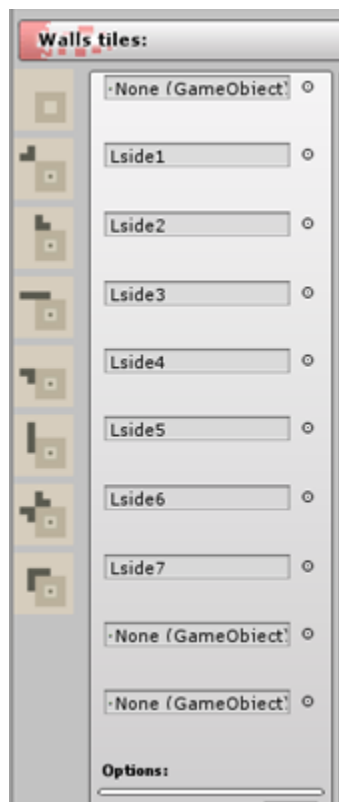 Walls tiles:
·None (GameObject)
Lside1
Lside2
Lside3
Lside4
Lside5
Lside6
Lside7
·None (GameObject)
·None (GameObject)
Options: